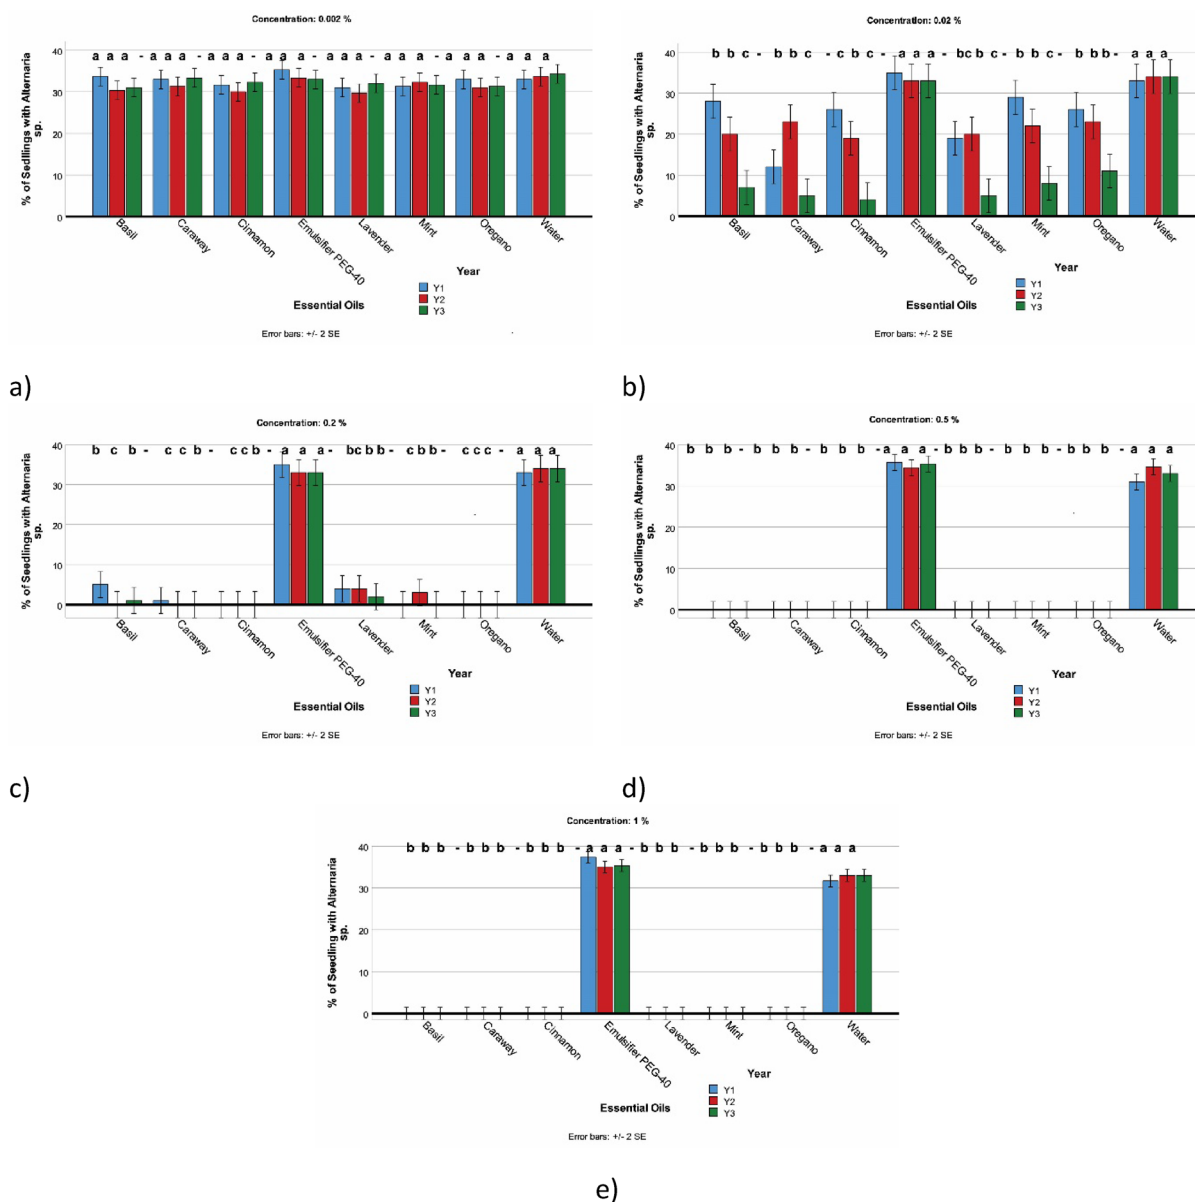 Concentration: 0.002 %
a a a - a a a - a a a - a a a - a a a - a a a - a a a - a a a
40
30
20
10
0
% of Sedllings with Alternaria
sp.
Basil
Caraway
Cinnamon
Emulsifier PEG-40
Lavender
Mint
Oregano
Water
Year
Y1
Y2
Y3
Essential Oils
Error bars: +/- 2 SE
a)
Concentration: 0.02 %
b b c - b b c - c b c - a a a - bc b c - b b c - b b b - a a a
40
30
20
10
0
% of Seedlings with Alternaria
sp.
Basil
Caraway
Cinnamon
Emulsifier PEG-40
Lavender
Mint
Oregano
Water
Year
Y1
Y2
Y3
Essential Oils
Error bars: +/- 2 SE
b)
Concentration: 0.2 %
b c b - c c b - c c b - a a a - bc b b - c b b - c c c - a a a
40
30
20
10
0
% of Seedlings with Alternaria
sp.
Basil
Caraway
Cinnamon
Emulsifier PEG-40
Lavender
Mint
Oregano
Water
Year
Y1
Y2
Y3
Essential Oils
Error bars: +/- 2 SE
c)
Concentration: 0.5 %
b b b - b b b - b b b - a a a - b b b - b b b - b b b - a a a
40
30
20
10
0
% of Sedllings with Alternaria
sp.
Basil
Caraway
Cinnamon
Emulsifier PEG-40
Lavender
Mint
Oregano
Water
Year
Y1
Y2
Y3
Essential Oils
Error bars: +/- 2 SE
d)
Concentration: 1 %
b b b - b b b - b b b - a a a - b b b - b b b - b b b - a a a
40
30
20
10
0
% of Seedling with Alternaria
sp.
Basil
Caraway
Cinnamon
Emulsifier PEG-40
Lavender
Mint
Oregano
Water
Year
Y1
Y2
Y3
Essential Oils
Error bars: +/- 2 SE
e)